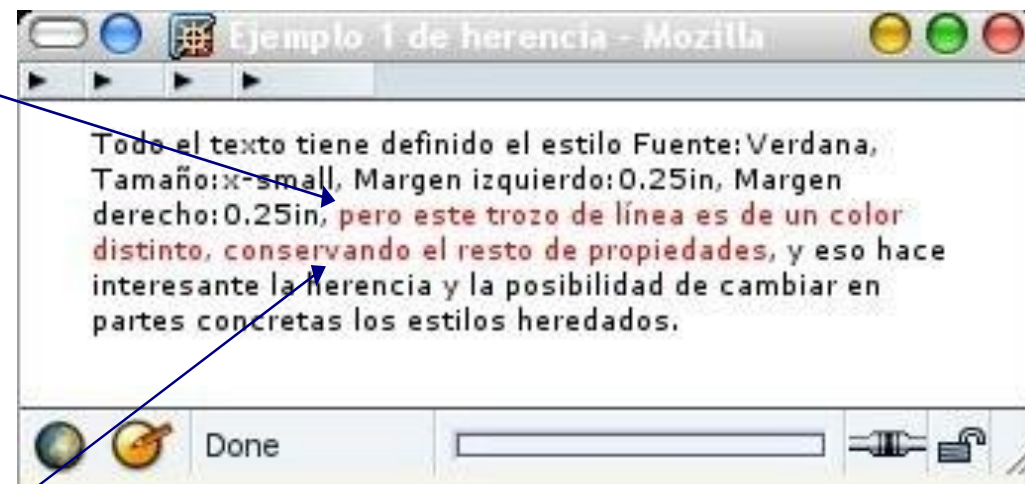 Ejemplo 1 de herencia - Mozilla
Todo el texto tiene definido el estilo Fuente:Verdana,
Tamaño:x-small, Margen izquierdo:0.25in, Margen
derecho:0.25in, pero este trozo de línea es de un color
distinto, conservando el resto de propiedades, y eso hace
interesante la herencia y la posibilidad de cambiar en
partes concretas los estilos heredados.
Done